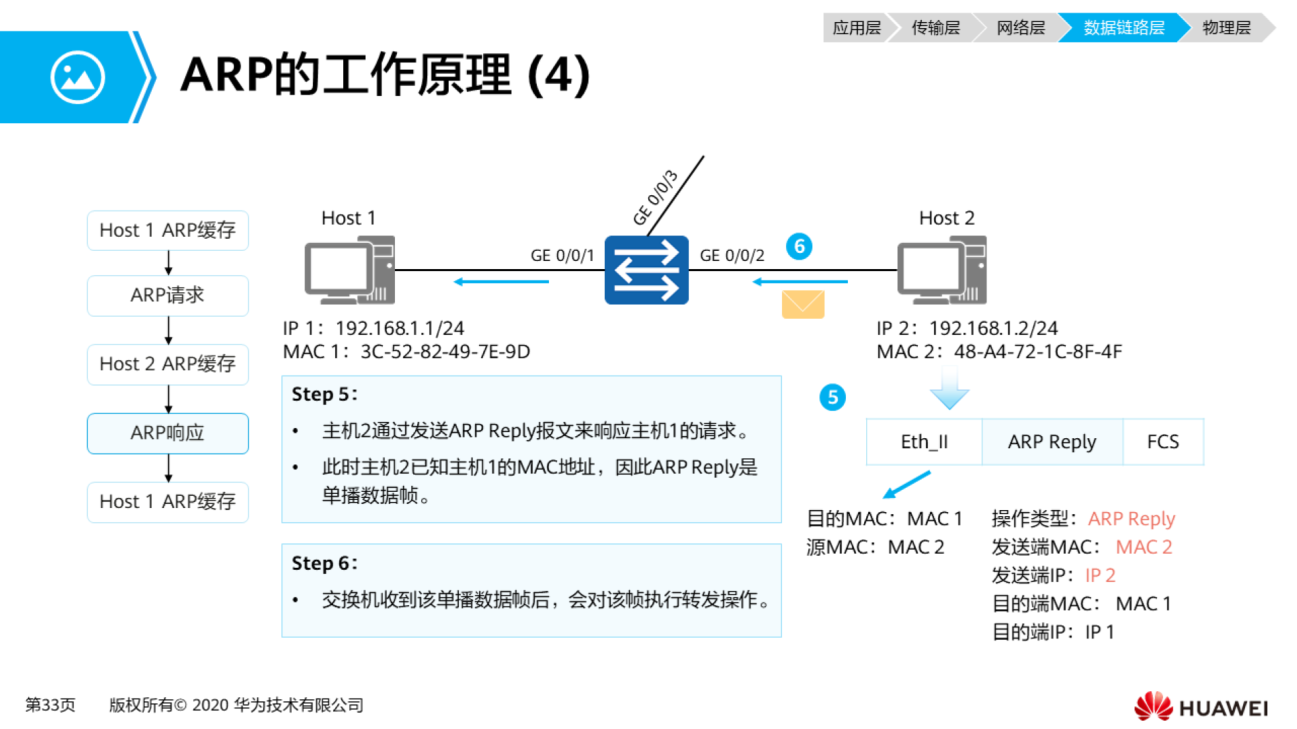 应用层 传输层 网络层 数据链路层 物理层
ARP的工作原理 (4)
Host 1 ARP缓存
ARP请求
Host 2 ARP缓存
ARP响应
Host 1 ARP缓存
Host 1
GE 0/0/1
GE 0/0/3
GE 0/0/2
6
Host 2
IP 1：192.168.1.1/24
MAC 1：3C-52-82-49-7E-9D
IP 2：192.168.1.2/24
MAC 2：48-A4-72-1C-8F-4F
Step 5：
• 主机2通过发送ARP Reply报文来响应主机1的请求。
• 此时主机2已知主机1的MAC地址，因此ARP Reply是
单播数据帧。
Step 6：
• 交换机收到该单播数据帧后，会对该帧执行转发操作。
5
Eth_II ARP Reply FCS
目的MAC：MAC 1
源MAC：MAC 2
操作类型：ARP Reply
发送端MAC： MAC 2
发送端IP：IP 2
目的端MAC： MAC 1
目的端IP：IP 1
第33页 版权所有© 2020 华为技术有限公司
HUAWEI